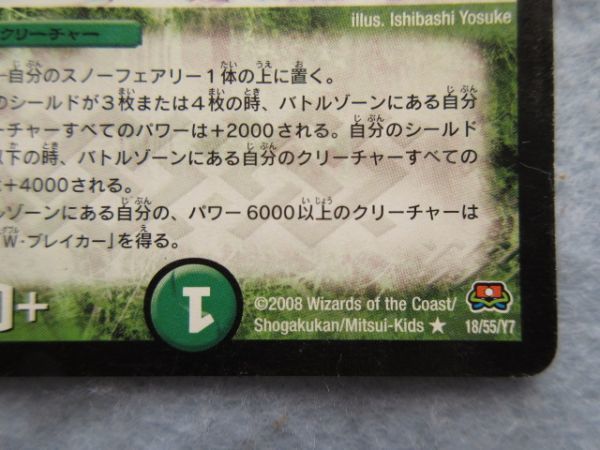 illus. Ishibashi Yosuke
クリーチャー
自分のスノーフェアリー1体の上に置く。
のシールドが3枚または4枚の時、バトルゾーンにある自分
ーチャーすべてのパワーは+2000される。自分のシールド
以下の時、バトルゾーンにある自分のクリーチャーすべての
は+4000される。
ルゾーンにある自分の、パワー6000以上のクリーチャーは
「W・ブレイカー」を得る。
+
1
©2008 Wizards of the Coast/
Shogakukan/Mitsui-Kids ★ 18/55/Y7